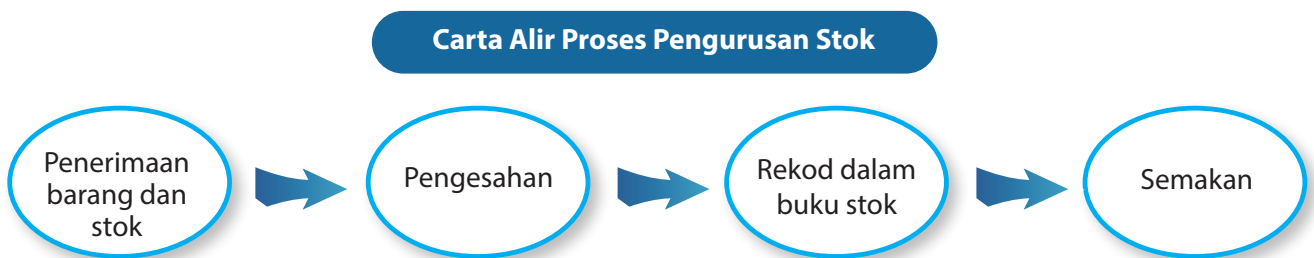 Carta Alir Proses Pengurusan Stok
Penerimaan
barang dan
stok
Pengesahan
Rekod dalam
buku stok
Semakan